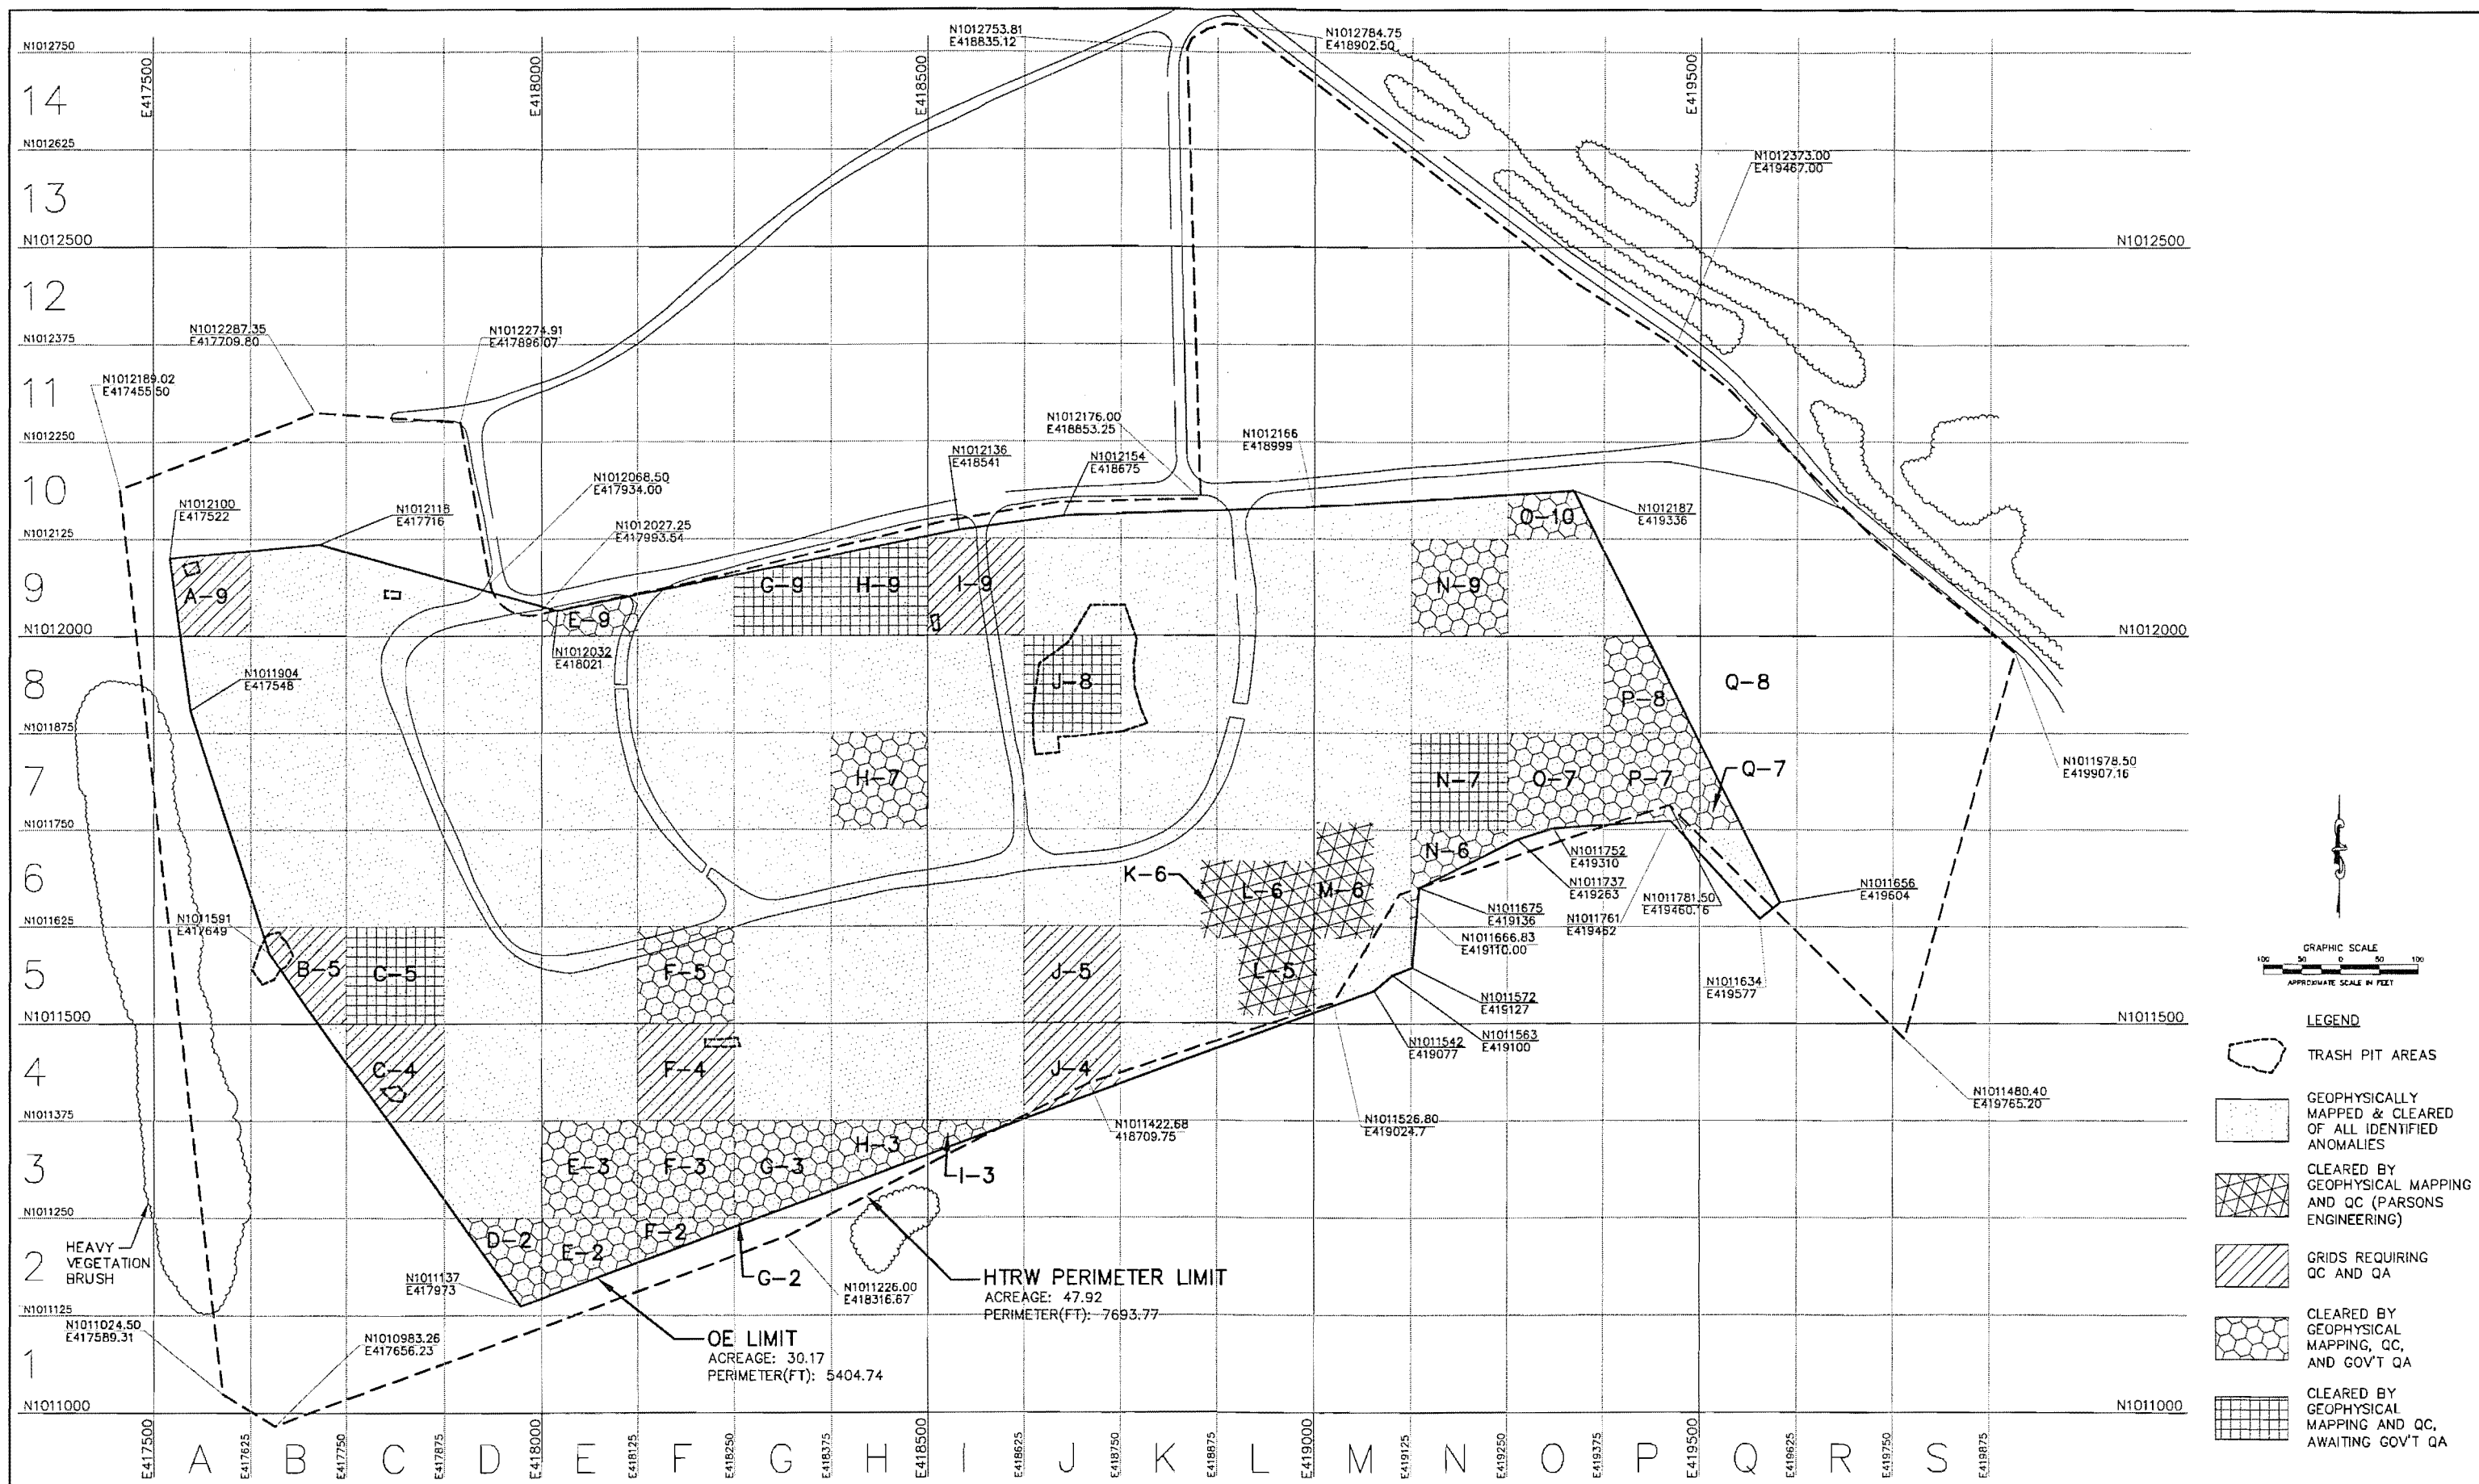 N1012750
N1012625
N1012500
N1012375
N1012250
N1012125
N1012000
N1011875
N1011750
N1011625
N1011500
N1011375
N1011250
N1011125
N1011000
14
13
12
11
10
9
8
7
6
5
4
3
2
1
E417500
E418000
E418500
E419500
N1012753.81
E418835.12
N1012784.75
E418902.50
N1012373.00
E419467.00
N1012500
N1012287.35
E417709.80
N1012274.91
E417896.07
N1012189.02
E417455.50
N1012176.00
E418853.25
N1012166
E418999
N1012136
E418541
N1012154
E418675
N1012068.50
E417934.00
N1012100
E417522
N1012118
E417716
N1012027.25
E417993.54
N1012187
E419336
O-10
A-9
E-9
G-9
H-9
I-9
N-9
N1012000
N1012032
E418021
N1011904
E417548
J-8
P-8
Q-8
H-7
N-7
O-7
P-7
Q-7
N1011978.50
E419907.16
K-6
L-6
M-6
N-6
N1011752
E419310
N1011737
E419263
N1011781.50
E419460.16
N1011761
E419462
N1011656
E419604
N1011675
E419136
N1011666.83
E419110.00
N1011591
E417649
B-5
C-5
F-5
J-5
L-5
N1011572
E419127
N1011634
E419577
N1011542
E419077
N1011563
E419100
N1011500
C-4
F-4
J-4
N1011422.68
418709.75
N1011526.80
E419024.7
N1011480.40
E419765.20
E-3
F-3
G-3
H-3
I-3
D-2
E-2
F-2
G-2
HEAVY
VEGETATION
BRUSH
N1011137
E417973
N1011226.00
E418316.67
HTRW PERIMETER LIMIT
ACREAGE: 47.92
PERIMETER(FT): 7693.77
OE LIMIT
ACREAGE: 30.17
PERIMETER(FT): 5404.74
N1011024.50
E417589.31
N1010983.26
E417656.23
N1011000
E417500
A
E417625
B
E417750
C
E417875
D
E418000
E
E418125
F
E418250
G
E418375
H
E418500
I
E418625
J
E418750
K
E418875
L
E419000
M
E419125
N
E419250
O
E419375
P
E419500
Q
E419625
R
E419750
S
E419875
GRAPHIC SCALE
100 50 0 50 100
APPROXIMATE SCALE IN FEET
LEGEND
TRASH PIT AREAS
GEOPHYSICALLY
MAPPED & CLEARED
OF ALL IDENTIFIED
ANOMALIES
CLEARED BY
GEOPHYSICAL MAPPING
AND QC (PARSONS
ENGINEERING)
GRIDS REQUIRING
QC AND QA
CLEARED BY
GEOPHYSICAL
MAPPING, QC,
AND GOV'T QA
CLEARED BY
GEOPHYSICAL
MAPPING AND QC,
AWAITING GOV'T QA